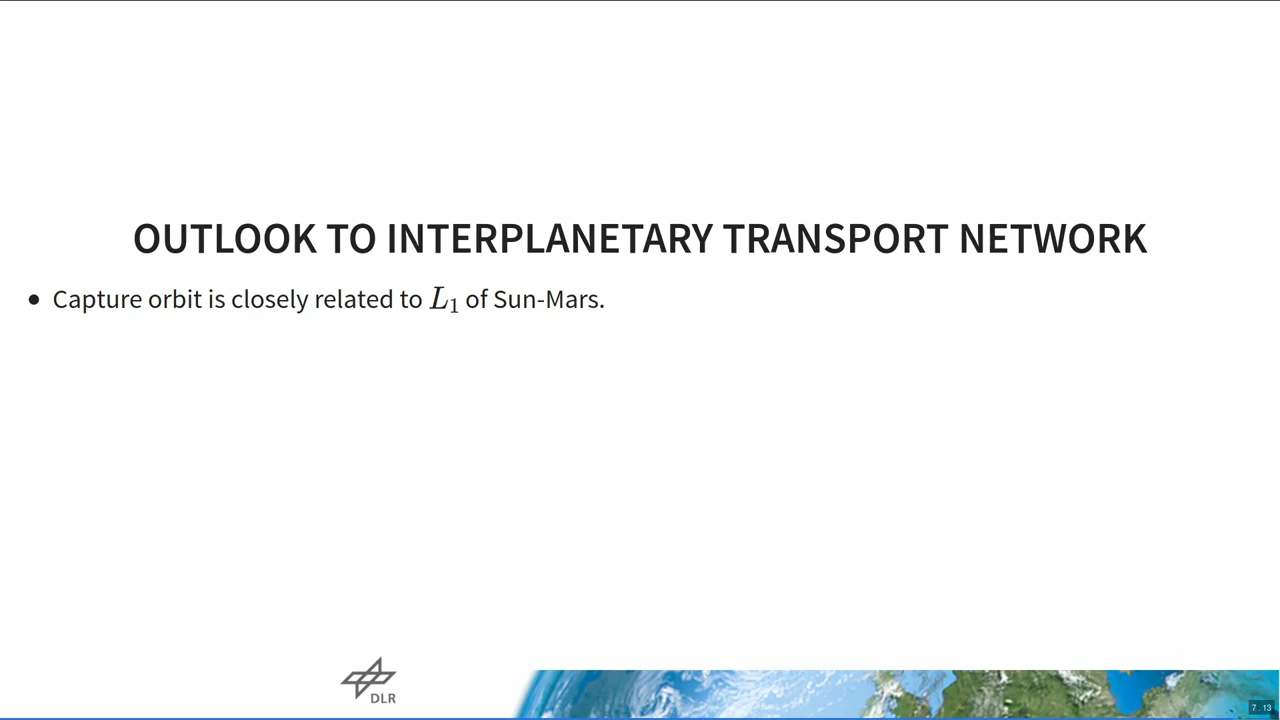 OUTLOOK TO INTERPLANETARY TRANSPORT NETWORK
• Capture orbit is closely related to L₁ of Sun-Mars.
DLR
7 . 13